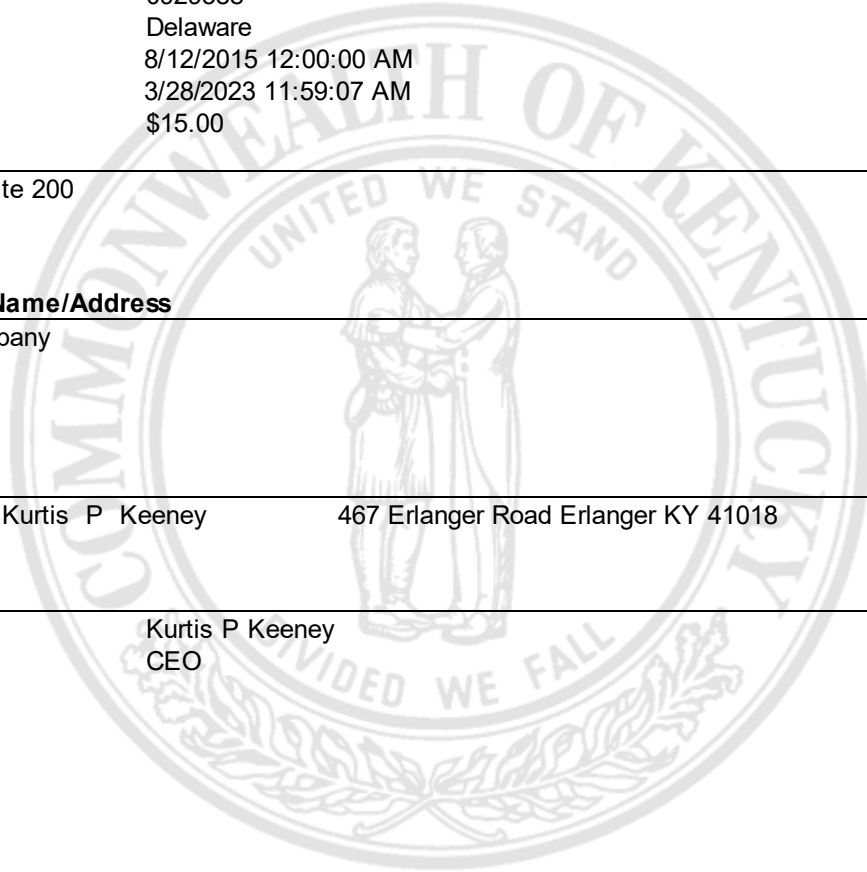 Delaware
8/12/2015 12:00:00 AM
3/28/2023 11:59:07 AM
$15.00
te 200
Name/Address
pany
Kurtis P Keeney 467 Erlanger Road Erlanger KY 41018
Kurtis P Keeney
CEO
COMMONWEALTH OF KENTUCKY
UNITED WE STAND
DIVIDED WE FALL